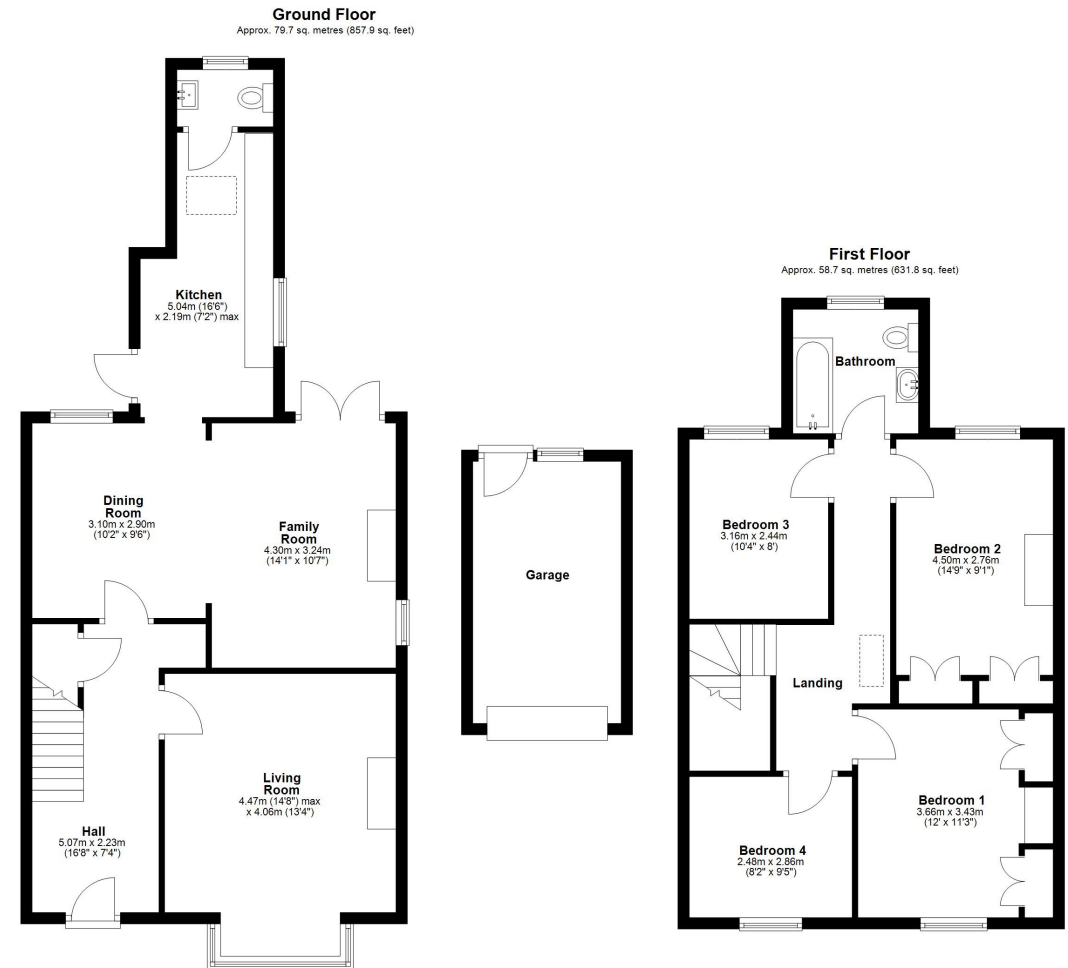 Ground Floor
Approx. 79.7 sq. metres (857.9 sq. feet)
Kitchen
5.04m (16'6")
x 2.19m (7'2") max
Dining
Room
3.10m x 2.90m
(10'2" x 9'6")
Family
Room
4.30m x 3.24m
(14'1" x 10'7")
Living
Room
4.47m (14'8") max
x 4.06m (13'4")
Hall
5.07m x 2.23m
(16'8" x 7'4")
Garage
First Floor
Approx. 58.7 sq. metres (631.8 sq. feet)
Bathroom
Bedroom 3
3.16m x 2.44m
(10'4" x 8')
Bedroom 2
4.50m x 2.76m
(14'9" x 9'1")
Landing
Bedroom 1
3.66m x 3.43m
(12' x 11'3")
Bedroom 4
2.48m x 2.86m
(8'2" x 9'5")